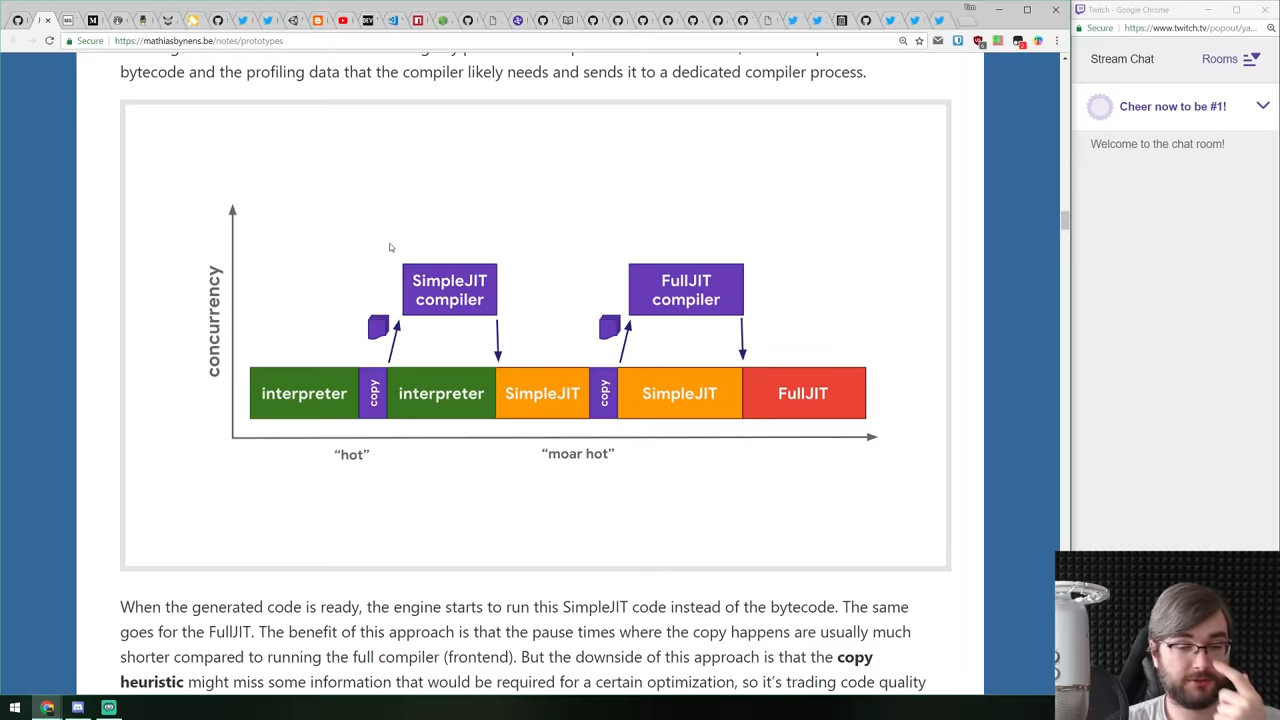 Tim
Secure
https://mathiasbynens.be/notes/prototypes
bytecode and the profiling data that the compiler likely needs and sends it to a dedicated compiler process.
concurrency
SimpleJIT
compiler
FullJIT
compiler
interpreter
copy
interpreter
SimpleJIT
copy
SimpleJIT
FullJIT
“hot”
“moar hot”
When the generated code is ready, the engine starts to run this SimpleJIT code instead of the bytecode. The same
goes for the FullJIT. The benefit of this approach is that the pause times where the copy happens are usually much
shorter compared to running the full compiler (frontend). But the downside of this approach is that the copy
heuristic might miss some information that would be required for a certain optimization, so it’s trading code quality
Twitch - Google Chrome
Secure
https://www.twitch.tv/popout/ya...
Stream Chat
Rooms
Cheer now to be #1!
Welcome to the chat room!